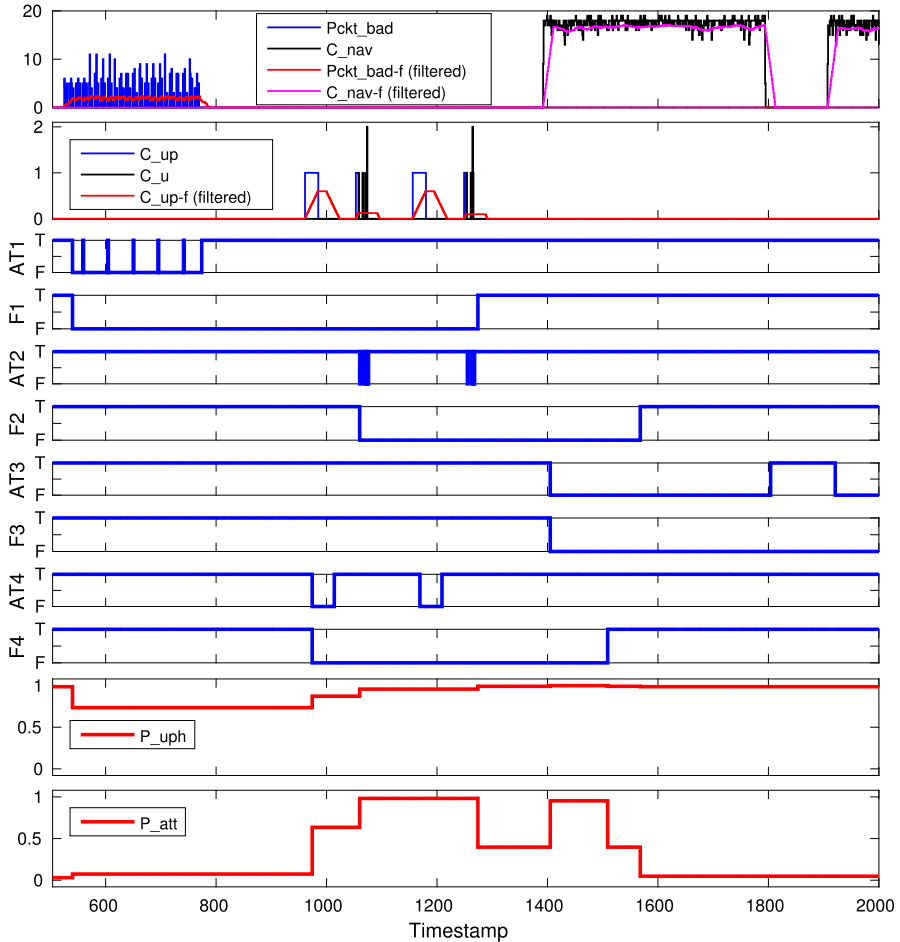 20
10
0
Pckt_bad
C_nav
Pckt_bad-f (filtered)
C_nav-f (filtered)
2
1
0
C_up
C_u
C_up-f (filtered)
AT1
T
F
F1
T
F
AT2
T
F
F2
T
F
AT3
T
F
F3
T
F
AT4
T
F
F4
T
F
1
0.5
0
P_uph
1
0.5
0
P_att
600 800 1000 1200 1400 1600 1800 2000
Timestamp